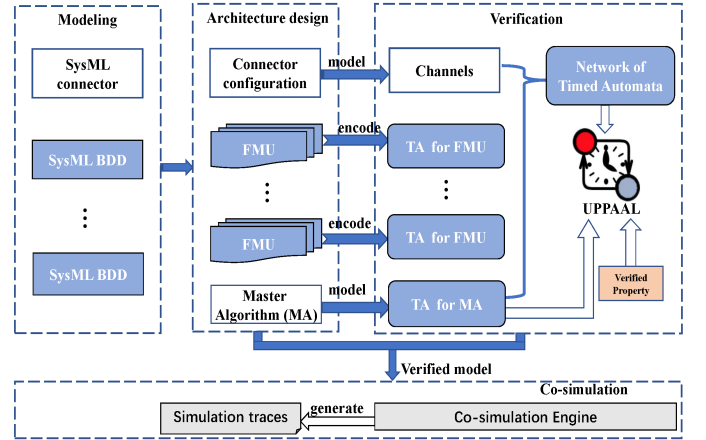 Modeling
SysML
connector
SysML BDD
SysML BDD
Architecture design
Connector
configuration
FMU
FMU
Master
Algorithm (MA)
model
encode
encode
model
Verification
Channels
TA for FMU
TA for FMU
TA for MA
Network of
Timed Automata
UPPAAL
Verified
Property
Verified model
Co-simulation
Simulation traces
generate
Co-simulation Engine